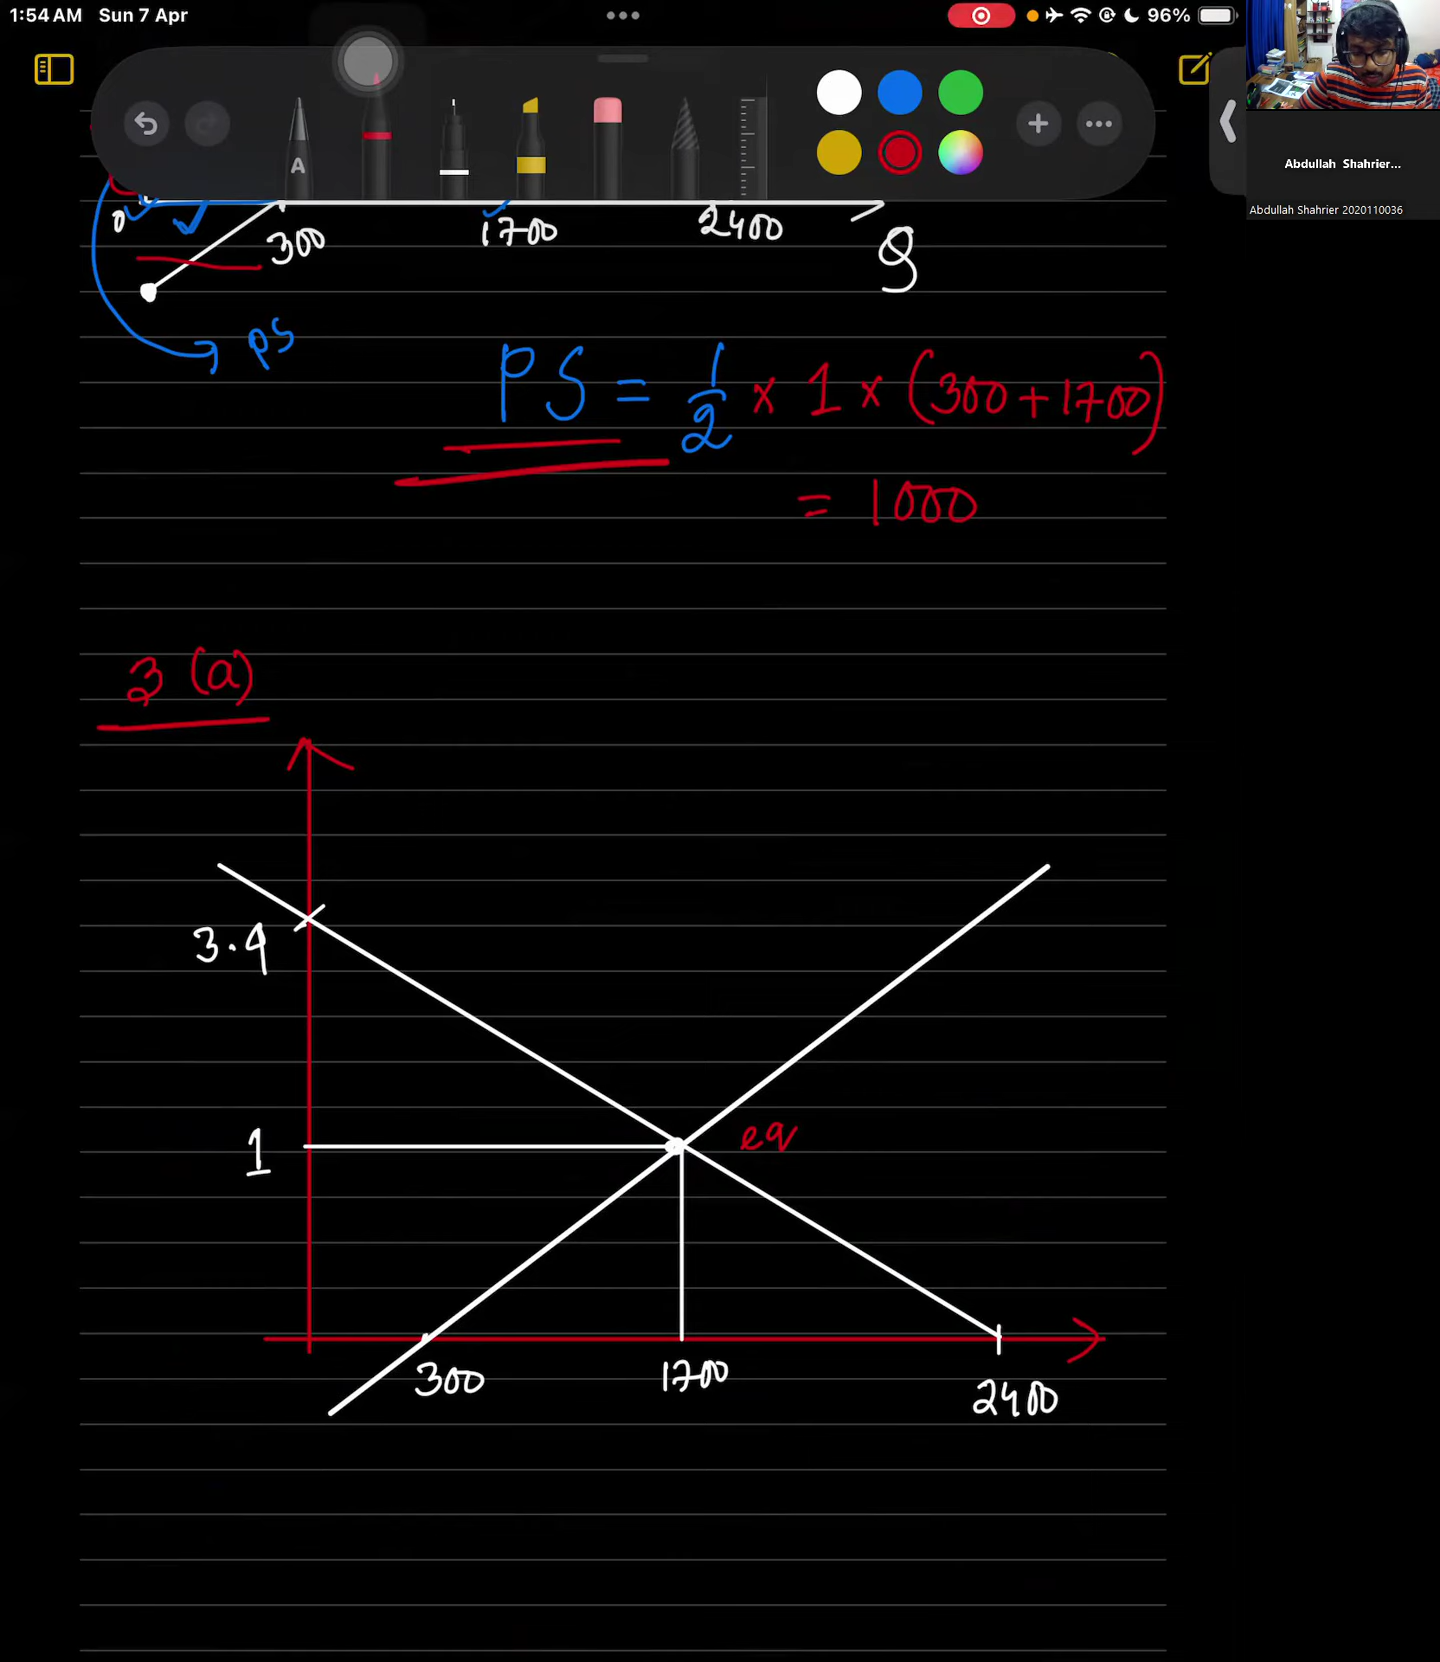 1:54 AM Sun 7 Apr
96%
A
Abdullah Shahrier...
Abdullah Shahrier 2020110036
0
300
1700
2400
Q
PS
PS = 1/2 × 1 × (300 + 1700)
= 1000
3 (a)
3.4
1
eq
300
1700
2400